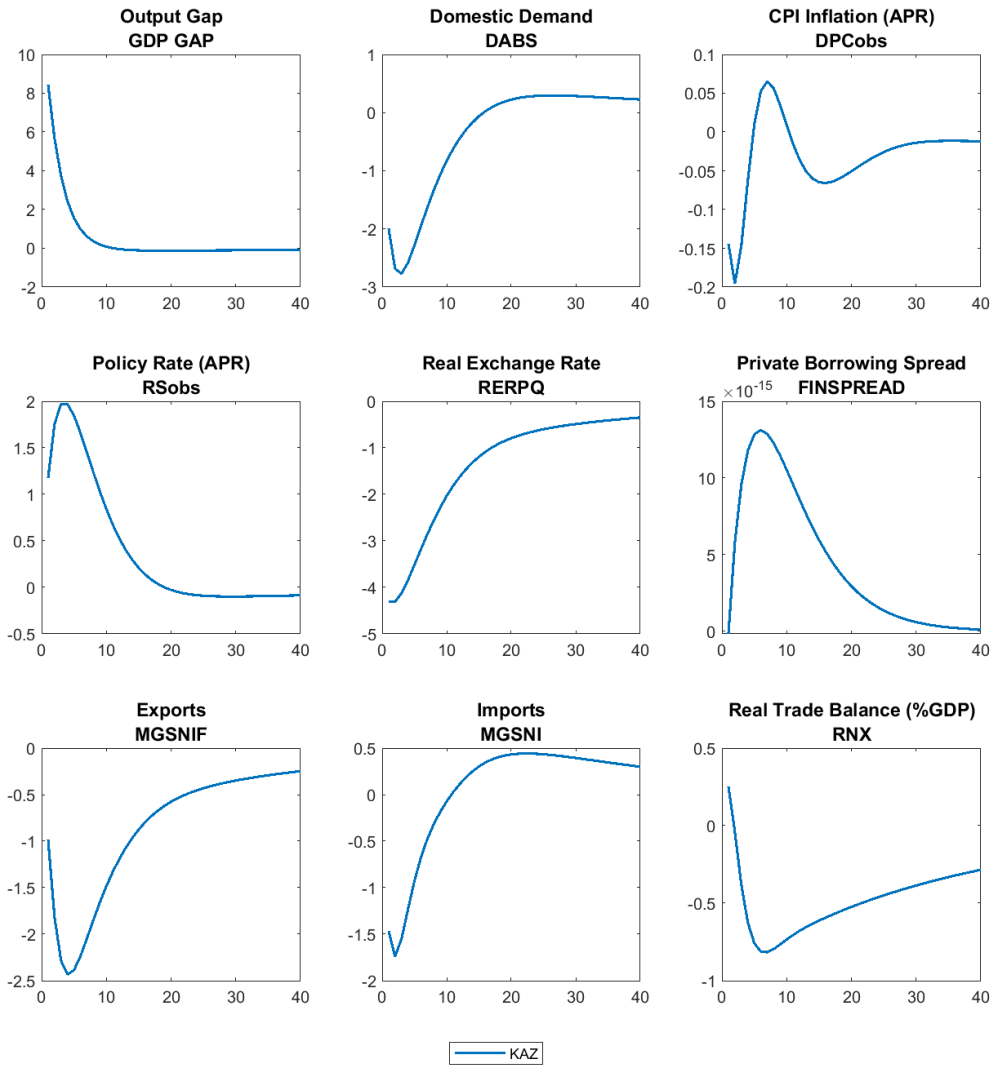 Output Gap
GDP GAP
10
8
6
4
2
0
-2
0 10 20 30 40
Domestic Demand
DABS
1
0
-1
-2
-3
0 10 20 30 40
CPI Inflation (APR)
DPCobs
0.1
0.05
0
-0.05
-0.1
-0.15
-0.2
0 10 20 30 40
Policy Rate (APR)
RSobs
2
1.5
1
0.5
0
-0.5
0 10 20 30 40
Real Exchange Rate
RERPQ
0
-1
-2
-3
-4
-5
0 10 20 30 40
Private Borrowing Spread
FINSPREAD
×10-15
15
10
5
0
0 10 20 30 40
Exports
MGSNIF
0
-0.5
-1
-1.5
-2
-2.5
0 10 20 30 40
Imports
MGSNI
0.5
0
-0.5
-1
-1.5
-2
0 10 20 30 40
Real Trade Balance (%GDP)
RNX
0.5
0
-0.5
-1
0 10 20 30 40
KAZ